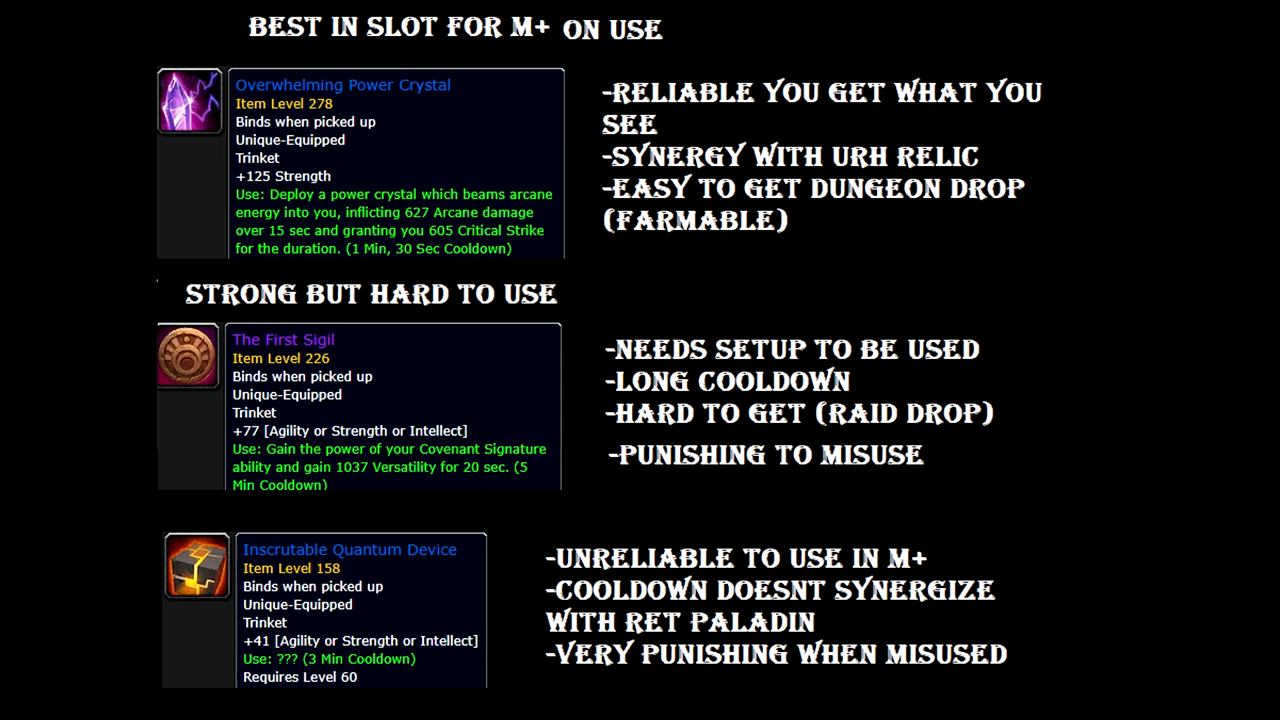 BEST IN SLOT FOR M+ ON USE
Overwhelming Power Crystal
Item Level 278
Binds when picked up
Unique-Equipped
Trinket
+125 Strength
Use: Deploy a power crystal which beams arcane
energy into you, inflicting 627 Arcane damage
over 15 sec and granting you 605 Critical Strike
for the duration. (1 Min, 30 Sec Cooldown)
-RELIABLE YOU GET WHAT YOU
SEE
-SYNERGY WITH URH RELIC
-EASY TO GET DUNGEON DROP
(FARMABLE)
STRONG BUT HARD TO USE
The First Sigil
Item Level 226
Binds when picked up
Unique-Equipped
Trinket
+77 [Agility or Strength or Intellect]
Use: Gain the power of your Covenant Signature
ability and gain 1037 Versatility for 20 sec. (5
Min Cooldown)
-NEEDS SETUP TO BE USED
-LONG COOLDOWN
-HARD TO GET (RAID DROP)
-PUNISHING TO MISUSE
Inscrutable Quantum Device
Item Level 158
Binds when picked up
Unique-Equipped
Trinket
+41 [Agility or Strength or Intellect]
Use: ??? (3 Min Cooldown)
Requires Level 60
-UNRELIABLE TO USE IN M+
-COOLDOWN DOESNT SYNERGIZE
WITH RET PALADIN
-VERY PUNISHING WHEN MISUSED